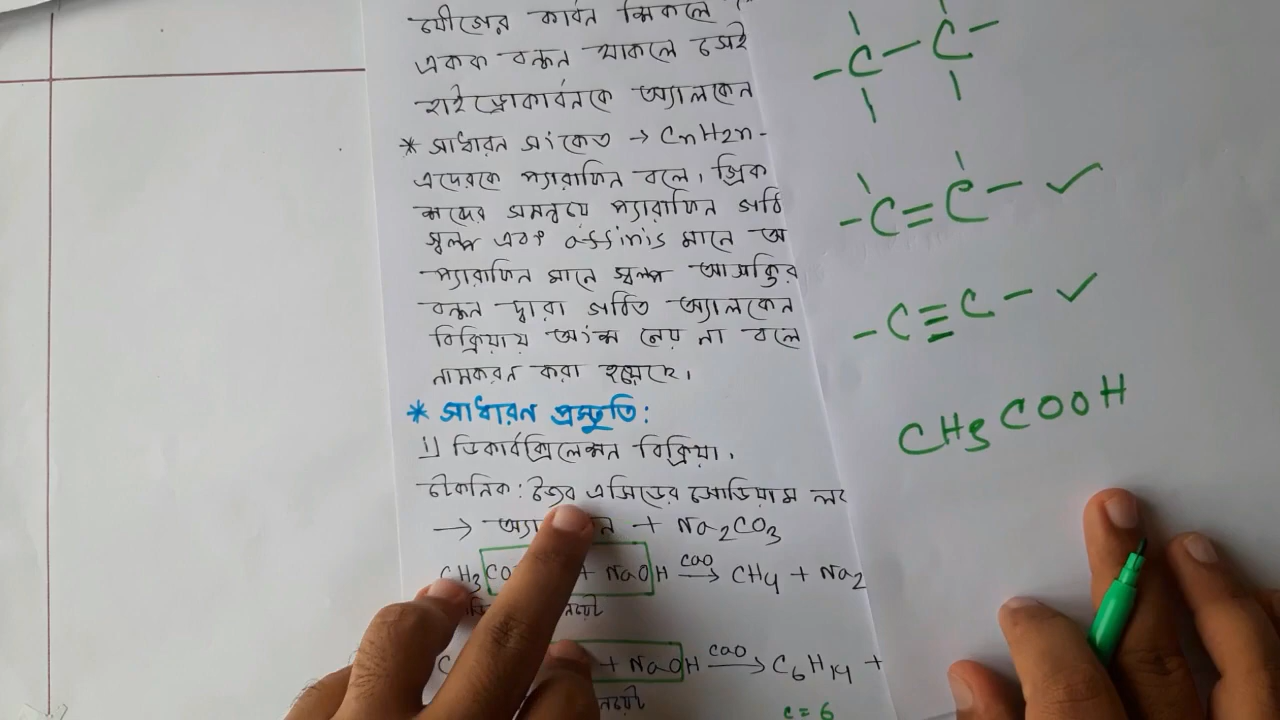 যৌগের কার্বন শিকলে
একক বন্ধন থাকলে সেই
হাইড্রোকার্বনকে অ্যালকেন
* সাধারন সংকেত → CnH2n-
এদেরকে প্যারাফিন বলে। গ্রিক
শব্দের সমন্বয়ে প্যারাফিন গঠি
স্বল্প এবং affinis মানে অ
প্যারাফিন মানে স্বল্প আসক্তির
বন্ধন দ্বারা গঠিত অ্যালকেন
বিক্রিয়ায় অংশ নেয় না বলে
নামকরন করা হয়েছে।
* সাধারন প্রস্তুতি:
1) ডিকার্বক্সিলেশন বিক্রিয়া.
টেকনিক: জৈব এসিডের সোডিয়াম লব
→ + Na2CO3
CH3 + NaOH CaO → CH4 + Na2
+ NaOH CaO → C6H14 +
c = 6
C - C
C = C - ✓
- C ≡ C - ✓
CH3COOH